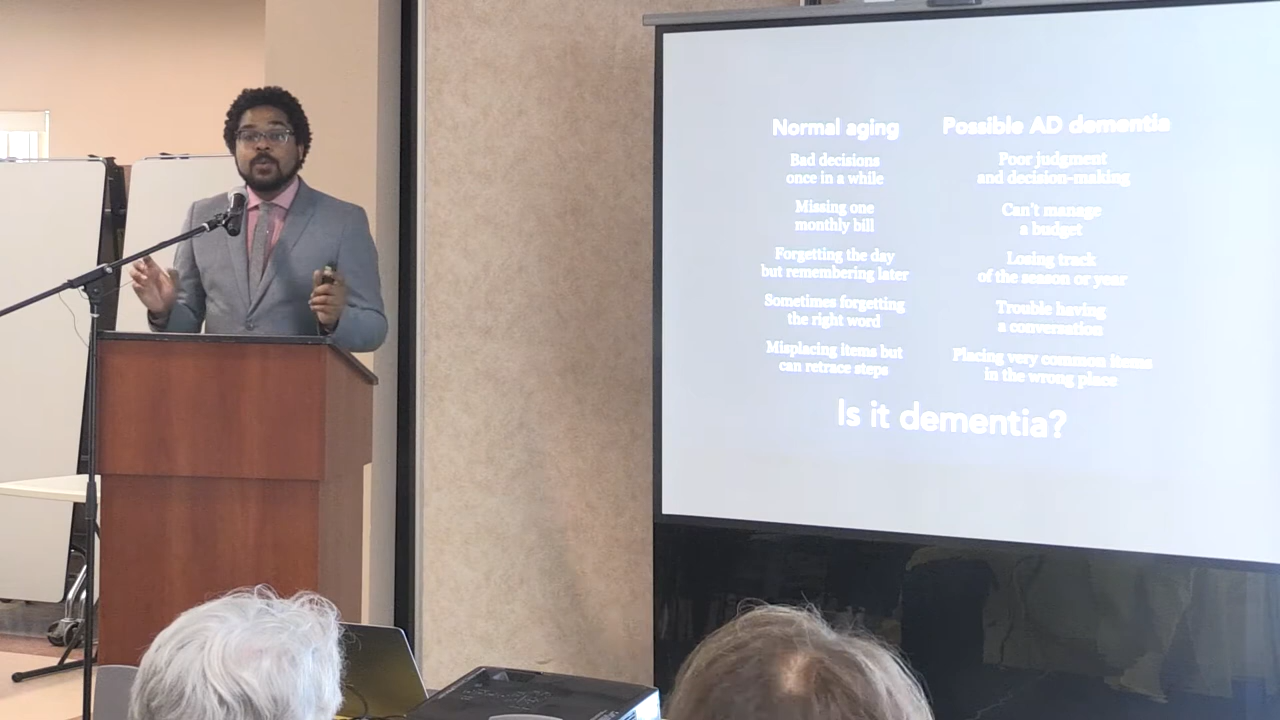 Normal aging
Bad decisions
once in a while
Missing one
monthly bill
Forgetting the day
but remembering later
Sometimes forgetting
the right word
Misplacing items but
can retrace steps
Possible AD dementia
Poor judgment
and decision-making
Can't manage
a budget
Losing track
of the season or year
Trouble having
a conversation
Placing very common items
in the wrong place
Is it dementia?